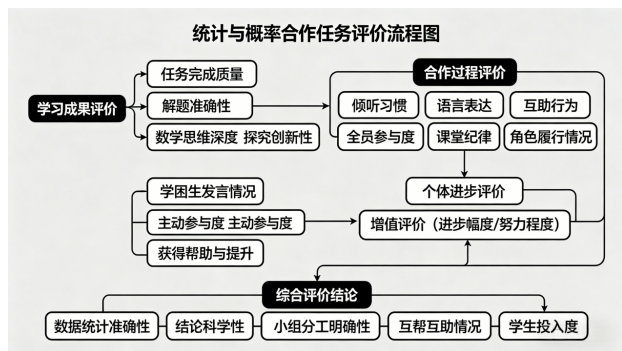 统计与概率合作任务评价流程图
学习成果评价
任务完成质量
解题准确性
数学思维深度 探究创新性
合作过程评价
倾听习惯
语言表达
互助行为
全员参与度
课堂纪律
角色履行情况
个体进步评价
学困生发言情况
主动参与度 主动参与度
获得帮助与提升
增值评价（进步幅度/努力程度）
综合评价结论
数据统计准确性
结论科学性
小组分工明确性
互帮互助情况
学生投入度